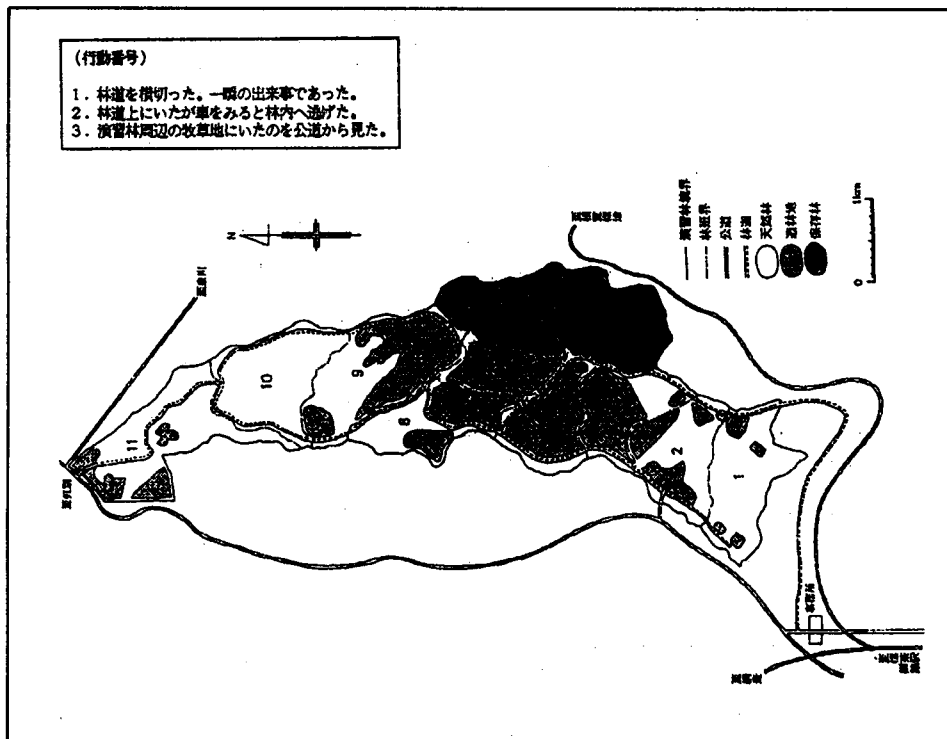 (行動番号)
1. 林道を横切った。一瞬の出来事であった。
2. 林道上にいたが車をみると林内へ逃げた。
3. 演習林周辺の牧草地にいたのを公道から見た。
N
演習林境界
林班界
公道
林道
天然林
造林地
保存林
0 1km
11
10
9
8
2
1
事務所